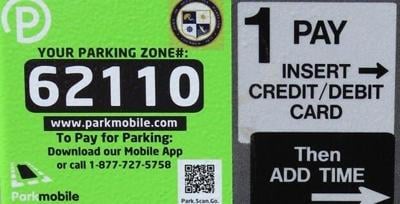 P
YOUR PARKING ZONE#:
62110
www.parkmobile.com
To Pay for Parking:
Download our Mobile App
or call 1-877-727-5758
Parkmobile
Park.Scan.Go.
1 PAY
INSERT →
CREDIT/DEBIT
CARD
Then
ADD TIME →